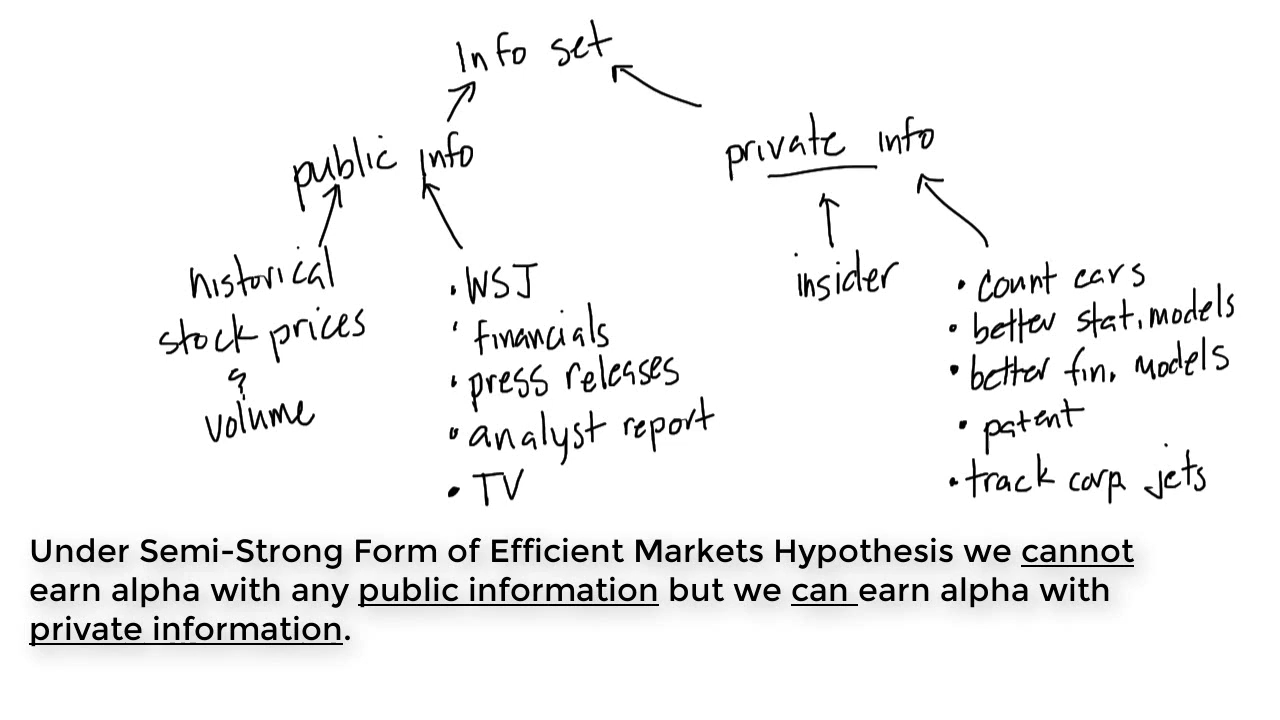 Info set
public info
private info
historical
stock prices
&
volume
• WSJ
• financials
• press releases
• analyst report
• TV
insider
• count cars
• better stat. models
• better fin. models
• patent
• track corp jets
Under Semi-Strong Form of Efficient Markets Hypothesis we cannot
earn alpha with any public information but we can earn alpha with
private information.